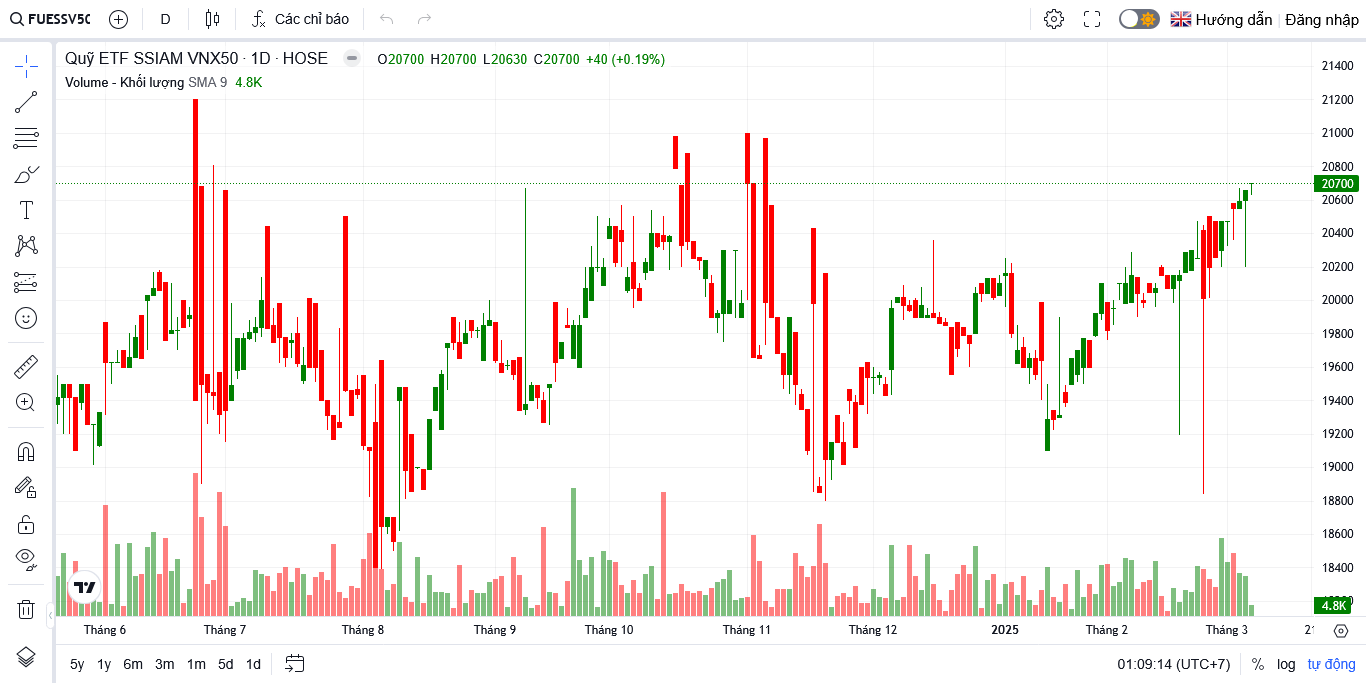 FUESSV50 D Các chỉ báo Hướng dẫn Đăng nhập
Quỹ ETF SSIAM VNX50 · 1D · HOSE O20700 H20700 L20630 C20700 +40 (+0.19%)
Volume - Khối lượng SMA 9 4.8K
21400
21200
21000
20800
20700
20600
20400
20200
20000
19800
19600
19400
19200
19000
18800
18600
18400
4.8K
Tháng 6 Tháng 7 Tháng 8 Tháng 9 Tháng 10 Tháng 11 Tháng 12 2025 Tháng 2 Tháng 3 21
5y 1y 6m 3m 1m 5d 1d 01:09:14 (UTC+7) % log tự động